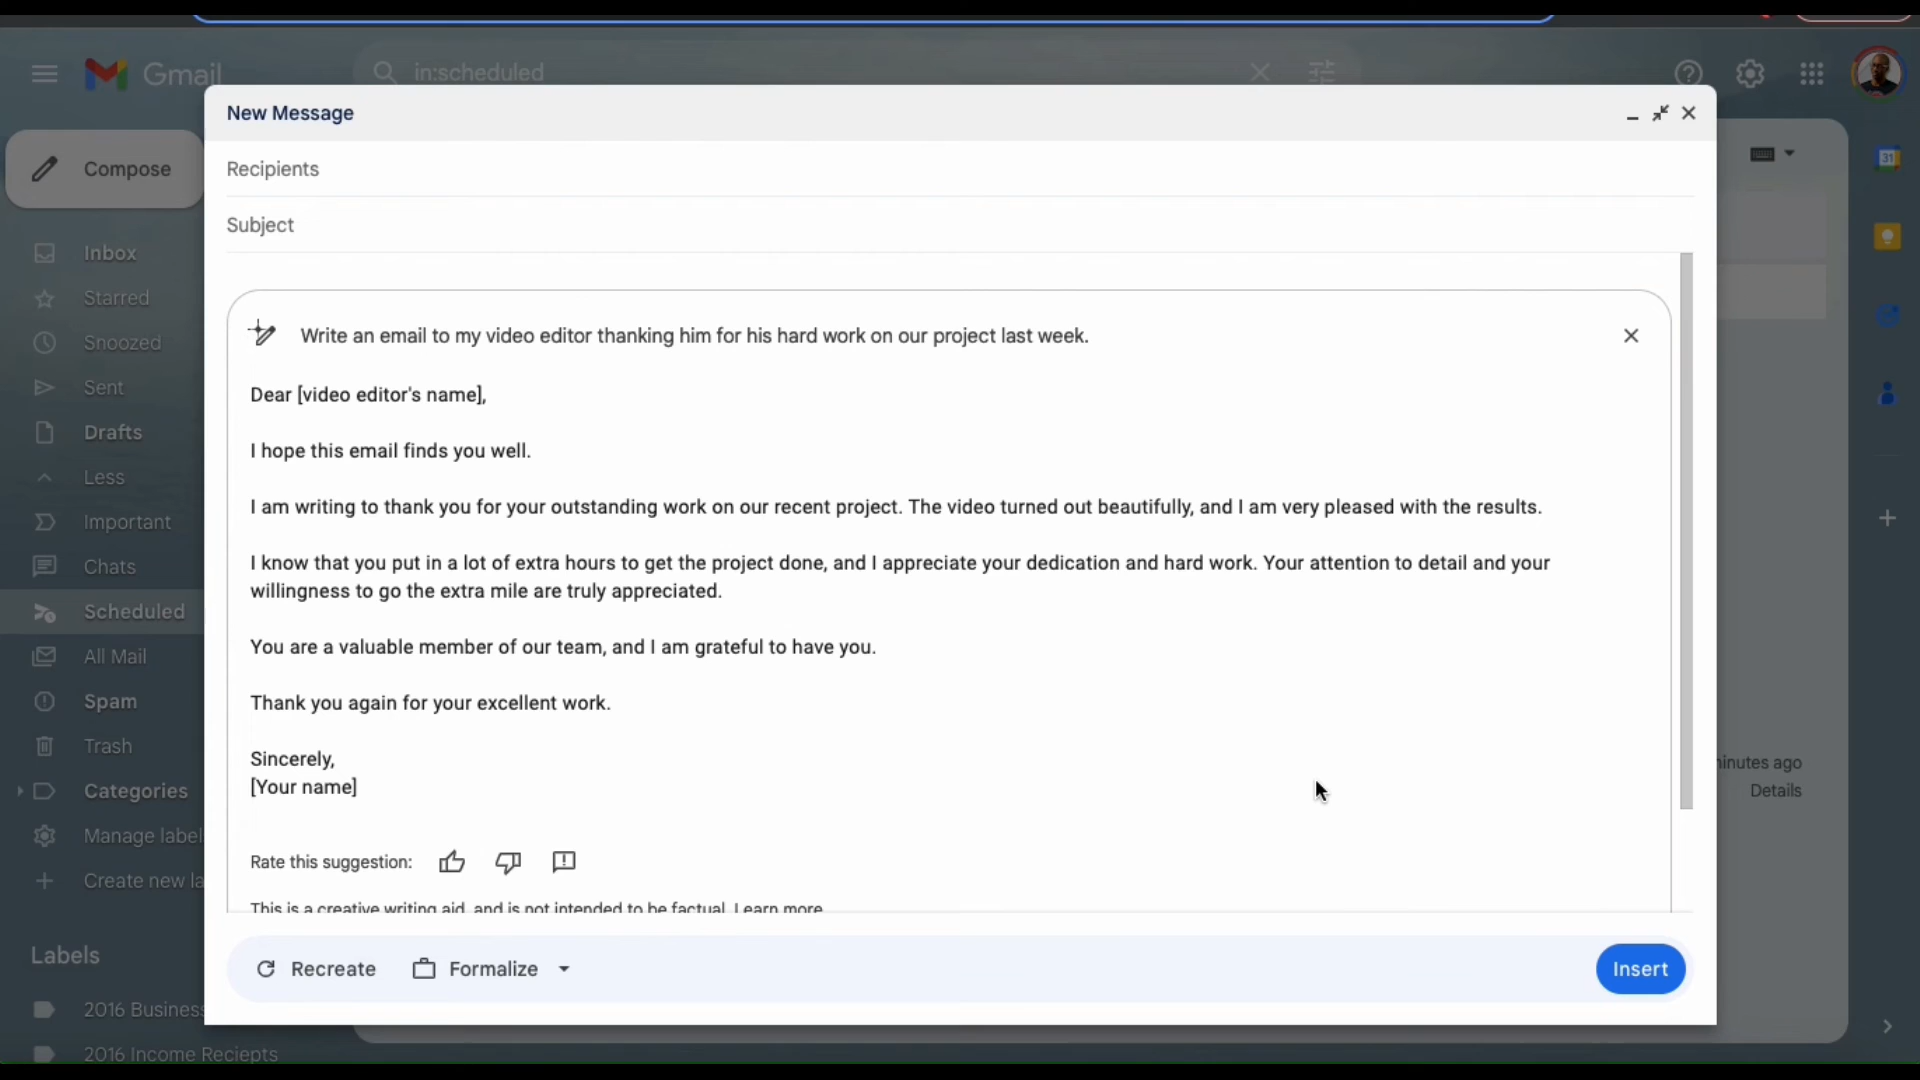 Gmail
in:scheduled
New Message
Compose
Recipients
Subject
Inbox
Starred
Snoozed
Sent
Drafts
Less
Important
Chats
Scheduled
All Mail
Spam
Trash
Categories
Manage label
Create new la
Labels
2016 Business
2016 Income Reciepts
Write an email to my video editor thanking him for his hard work on our project last week.
Dear [video editor's name],
I hope this email finds you well.
I am writing to thank you for your outstanding work on our recent project. The video turned out beautifully, and I am very pleased with the results.
I know that you put in a lot of extra hours to get the project done, and I appreciate your dedication and hard work. Your attention to detail and your
willingness to go the extra mile are truly appreciated.
You are a valuable member of our team, and I am grateful to have you.
Thank you again for your excellent work.
Sincerely,
[Your name]
Rate this suggestion:
This is a creative writing aid, and is not intended to be factual. Learn more
Recreate
Formalize
Insert
31
minutes ago
Details